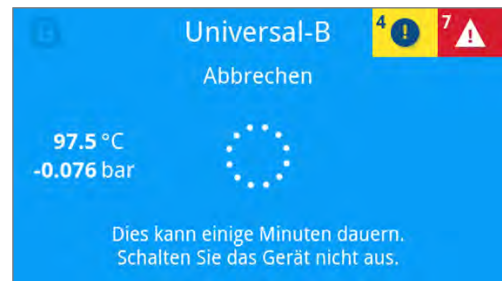 Universal-B
4
7
Abbrechen
97.5 °C
-0.076 bar
Dies kann einige Minuten dauern.
Schalten Sie das Gerät nicht aus.